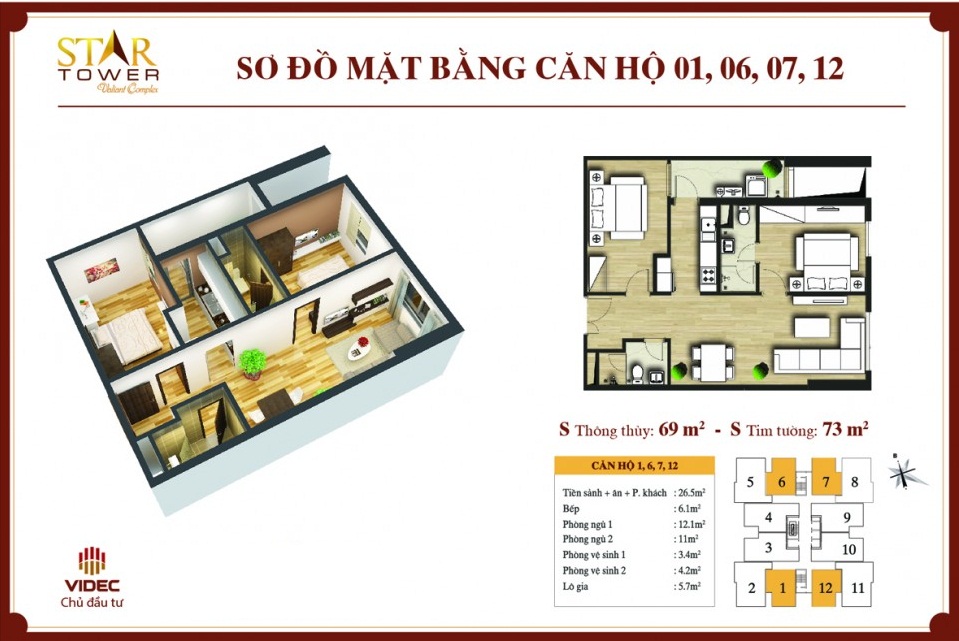 STAR
TOWER
Valiant Complex
SƠ ĐỒ MẶT BẰNG CĂN HỘ 01, 06, 07, 12
S Thông thủy: 69 m² - S Tim tường: 73 m²
CĂN HỘ 1, 6, 7, 12
Tiền sảnh + ăn + P. khách : 26.5m²
Bếp : 6.1m²
Phòng ngủ 1 : 12.1m²
Phòng ngủ 2 : 11m²
Phòng vệ sinh 1 : 3.4m²
Phòng vệ sinh 2 : 4.2m²
Lô gia : 5.7m²
B
5 6 7 8
4 9
3 10
2 1 12 11
VIDEC
Chủ đầu tư